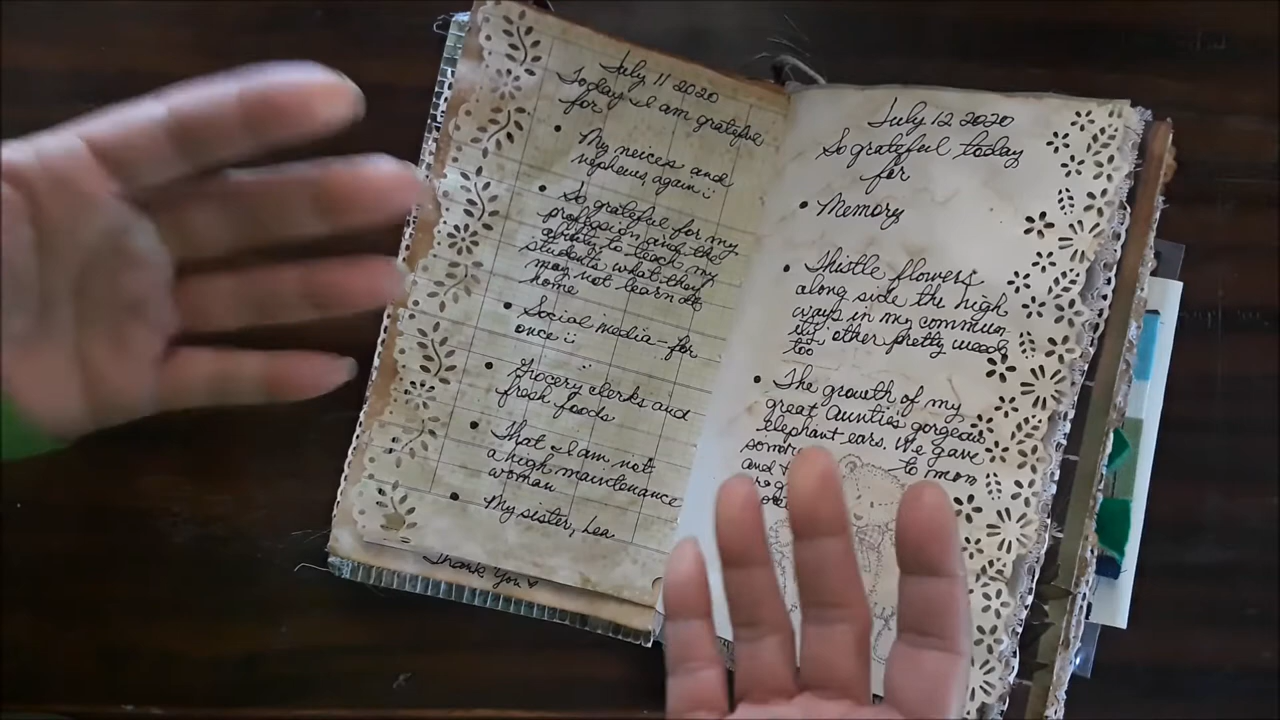 July 11 2020
Today I am grateful
for
• My neices and
nephews, again :)
• So grateful for my
proffesion and the
ability to teach my
students what they
may not learn at
home
• Social media - for
once :)
• Grocery clerks and
fresh foods
• That I am not
a high maintenance
woman
• My sister, Lea
Thank You ♥
July 12 2020
So grateful today
for
• Memory
• Thistle flowers
along side the high
ways in my commun-
ity, other pretty weeds
too
• The growth of my
great Aunties gorgeous
elephant ears. We gave
to mom
and